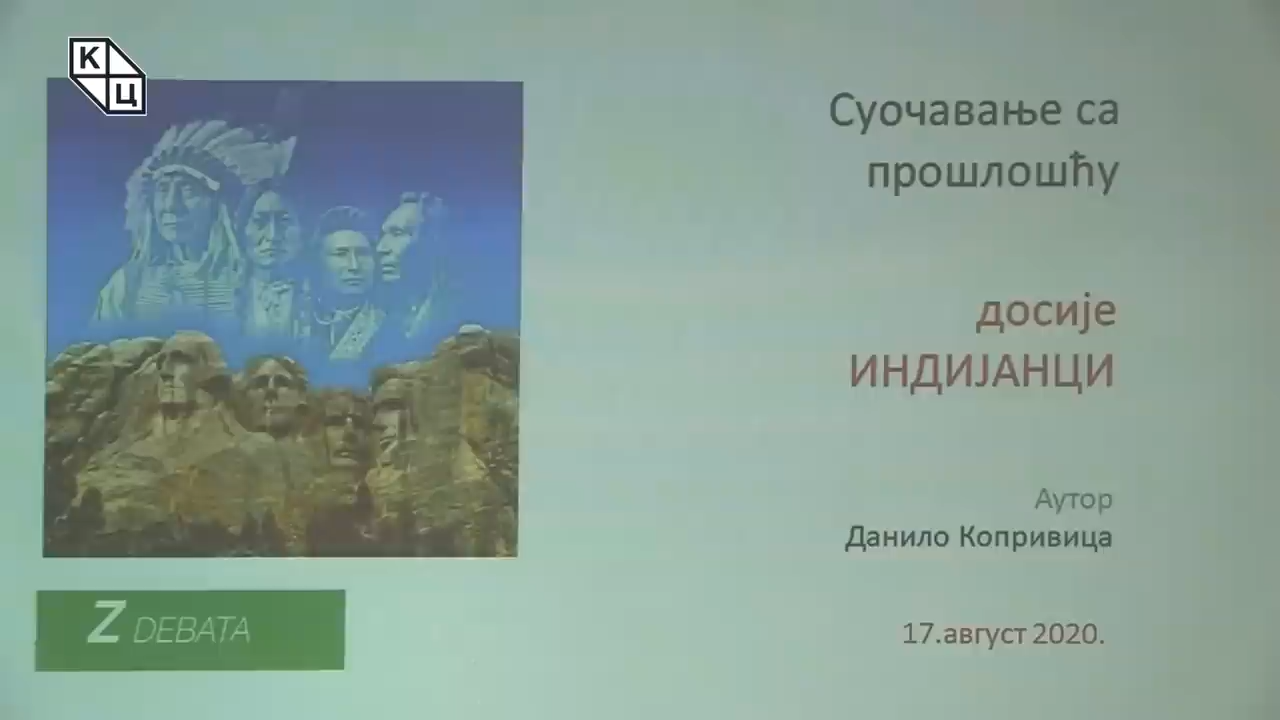 К
Ц
Суочавање са
прошлошћу
досије
ИНДИЈАНЦИ
Аутор
Данило Копривица
17.август 2020.
Z DEBATA